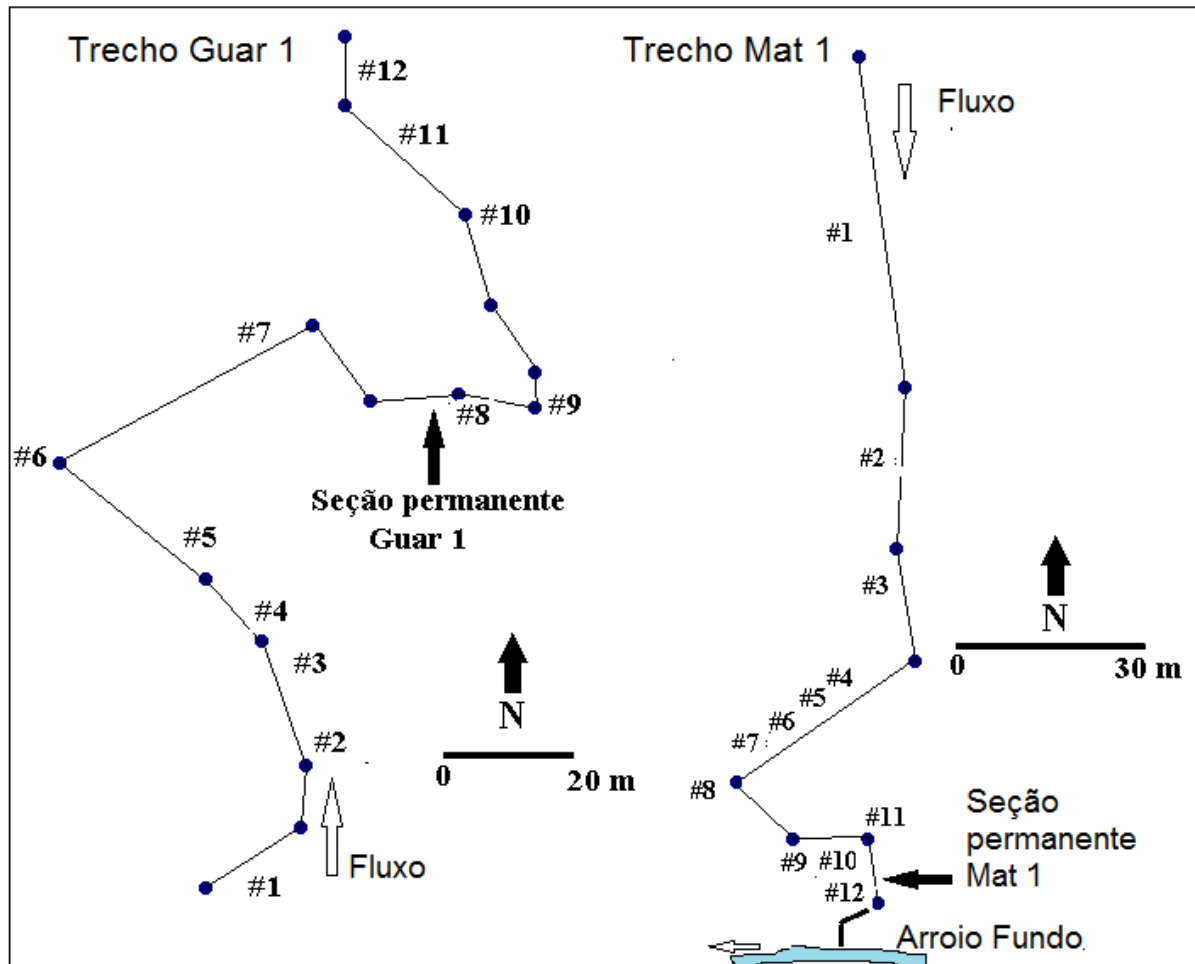 Trecho Guar 1
#12
#11
#10
#7
#8
#9
#6
Seção permanente
Guar 1
#5
#4
#3
N
#2
0 20 m
Fluxo
#1
Trecho Mat 1
Fluxo
#1
#2
#3
N
0 30 m
#4
#5
#6
#7
#8
#11
#9 #10
Seção
permanente
Mat 1
#12
Arroio Fundo